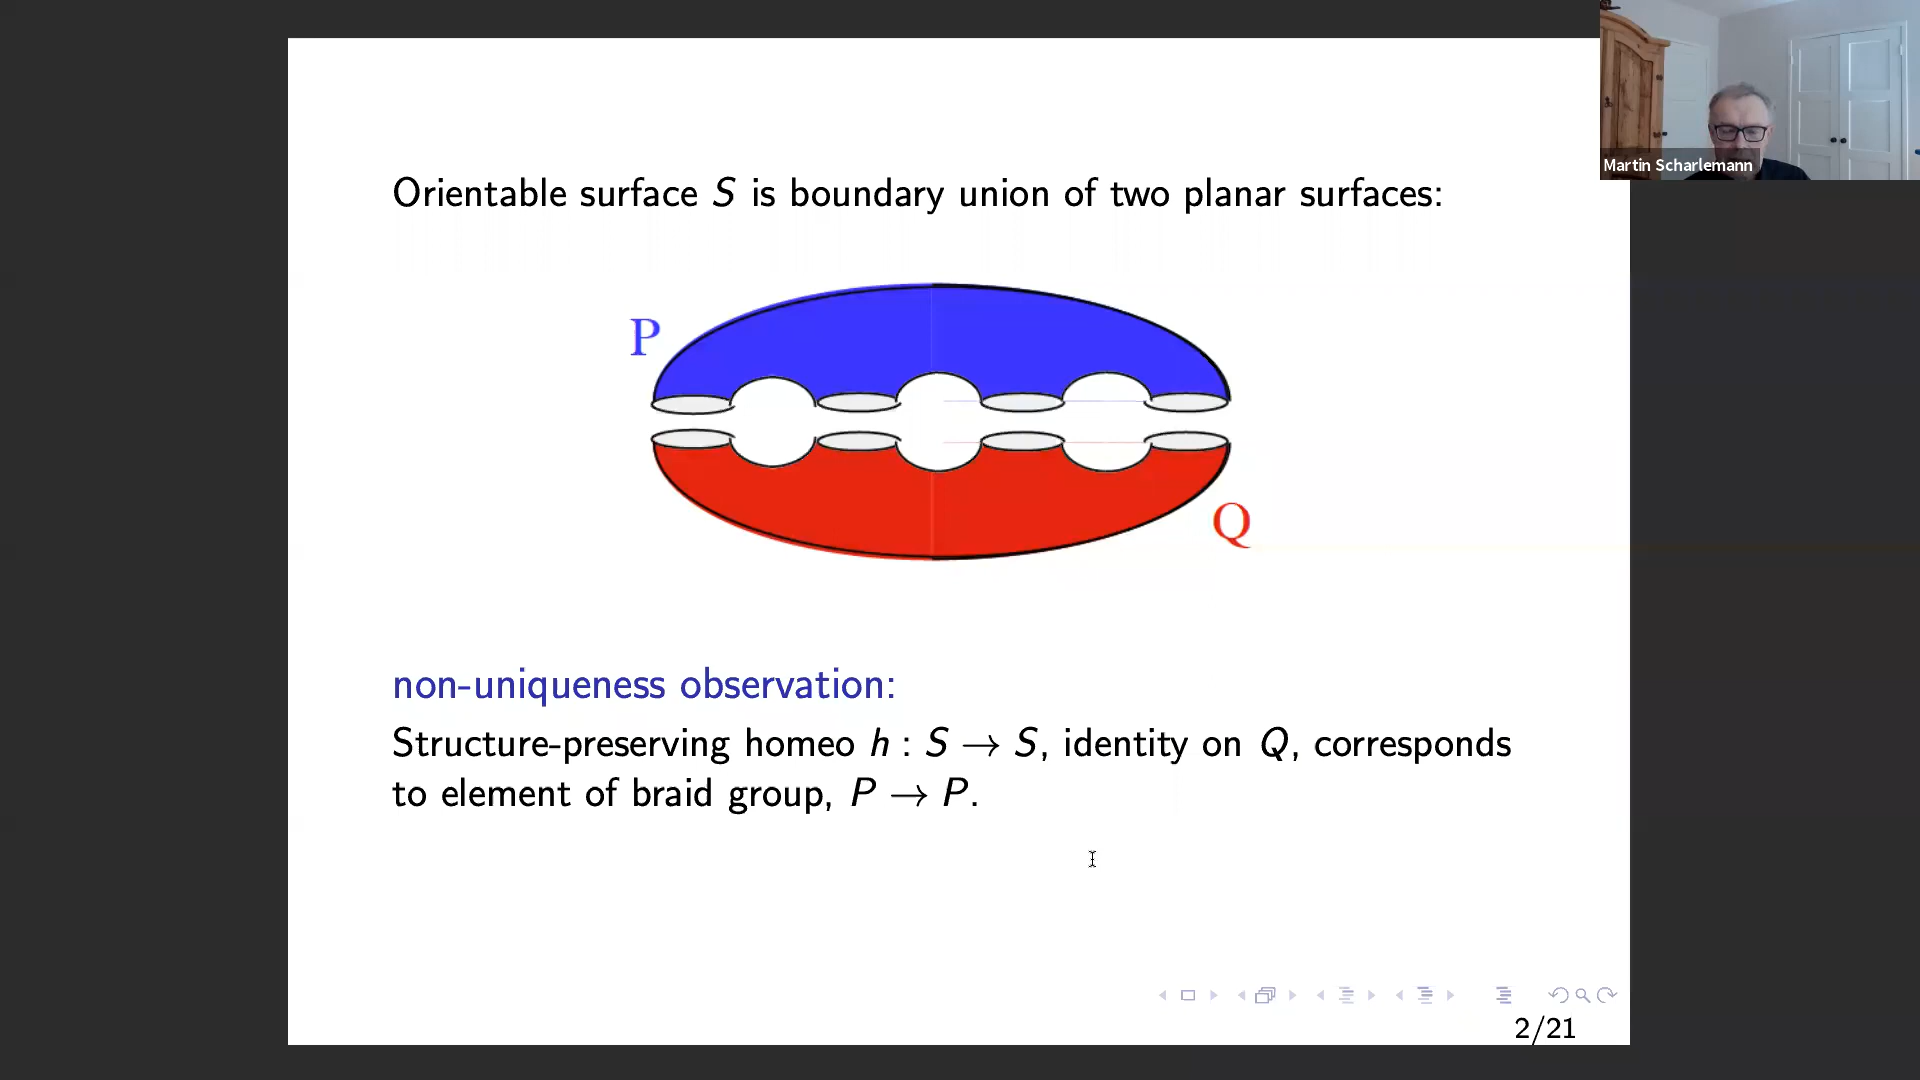 Orientable surface S is boundary union of two planar surfaces:
P
Q
non-uniqueness observation:
Structure-preserving homeo h : S → S, identity on Q, corresponds
to element of braid group, P → P.
2/21
Martin Scharlemann